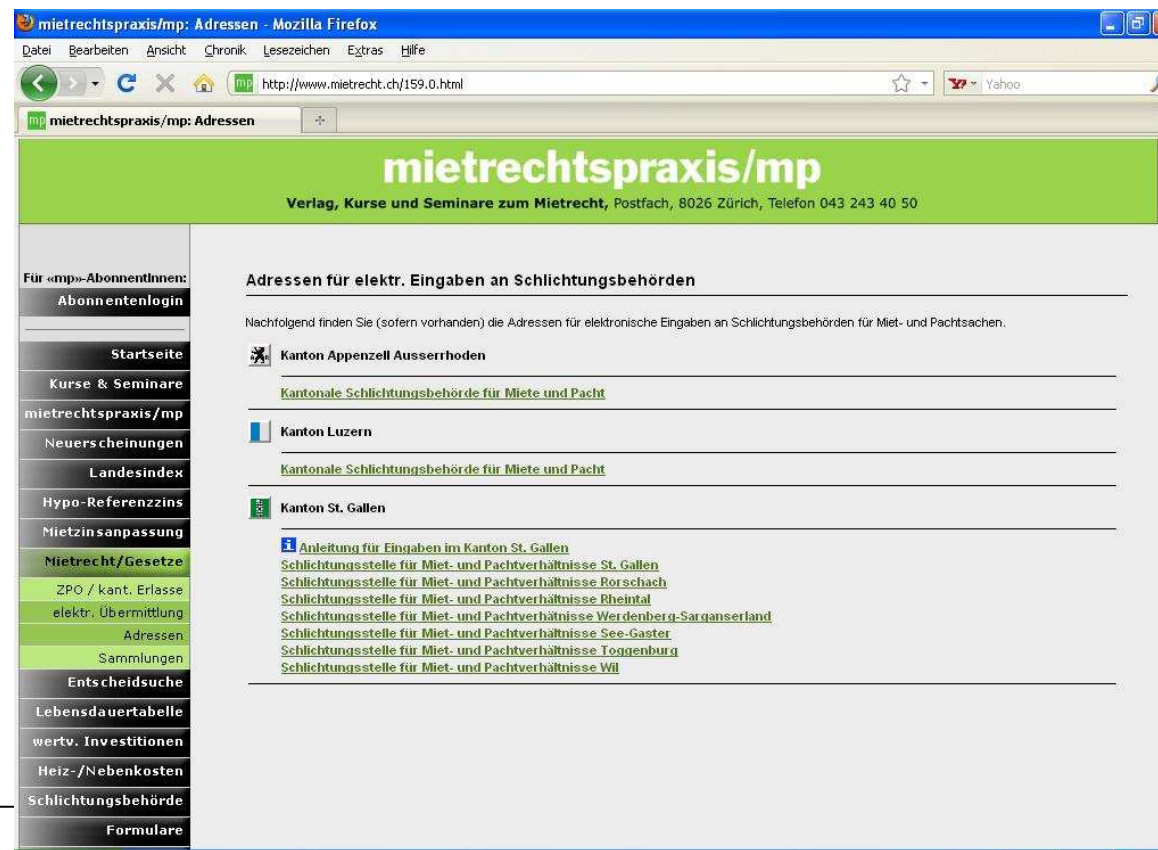 mietrechtspraxis/mp: Adressen - Mozilla Firefox
Datei Bearbeiten Ansicht Chronik Lesezeichen Extras Hilfe
mp http://www.mietrecht.ch/159.0.html Yahoo
mp mietrechtspraxis/mp: Adressen
mietrechtspraxis/mp
Verlag, Kurse und Seminare zum Mietrecht, Postfach, 8026 Zürich, Telefon 043 243 40 50
Für «mp»-AbonnentInnen:
Abonnentenlogin
Startseite
Kurse & Seminare
mietrechtspraxis/mp
Neuerscheinungen
Landesindex
Hypo-Referenzzins
Mietzinsanpassung
Mietrecht/Gesetze
ZPO / kant. Erlasse
elektr. Übermittlung
Adressen
Sammlungen
Entscheidsuche
Lebensdauertabelle
wertv. Investitionen
Heiz-/Nebenkosten
Schlichtungsbehörde
Formulare
Adressen für elektr. Eingaben an Schlichtungsbehörden
Nachfolgend finden Sie (sofern vorhanden) die Adressen für elektronische Eingaben an Schlichtungsbehörden für Miet- und Pachtsachen.
Kanton Appenzell Ausserrhoden
Kantonale Schlichtungsbehörde für Miete und Pacht
Kanton Luzern
Kantonale Schlichtungsbehörde für Miete und Pacht
Kanton St. Gallen
i Anleitung für Eingaben im Kanton St. Gallen
Schlichtungsstelle für Miet- und Pachtverhältnisse St. Gallen
Schlichtungsstelle für Miet- und Pachtverhältnisse Rorschach
Schlichtungsstelle für Miet- und Pachtverhältnisse Rheintal
Schlichtungsstelle für Miet- und Pachtverhätnisse Werdenberg-Sarganserland
Schlichtungsstelle für Miet- und Pachtverhältnisse See-Gaster
Schlichtungsstelle für Miet- und Pachtverhältnisse Toggenburg
Schlichtungsstelle für Miet- und Pachtverhältnisse Wil